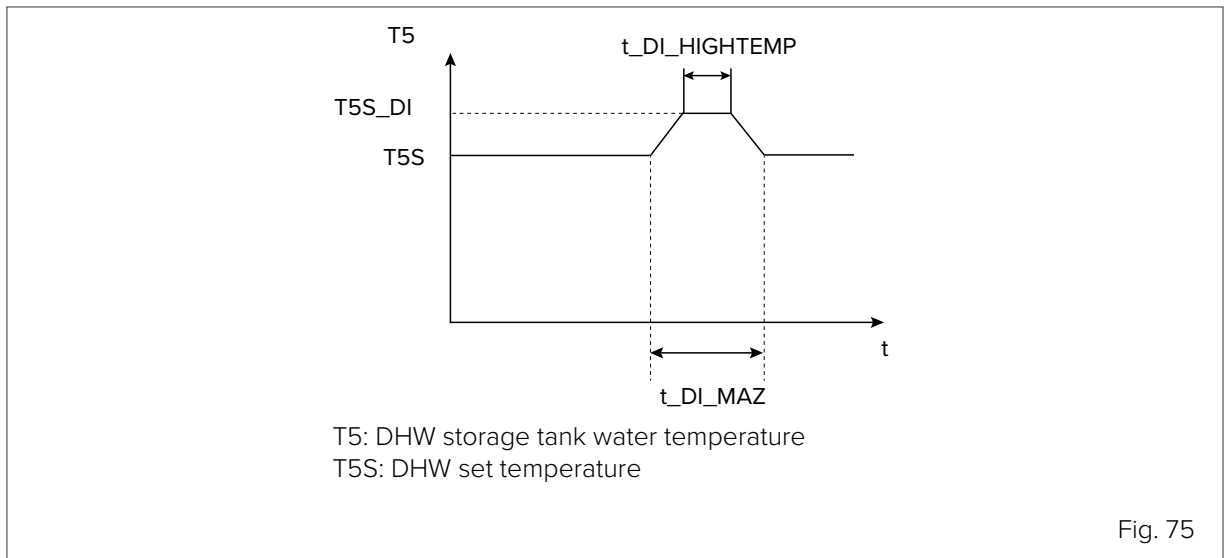 T5
t_DI_HIGHTEMP
T5S_DI
T5S
t
t_DI_MAZ
T5: DHW storage tank water temperature
T5S: DHW set temperature
Fig. 75